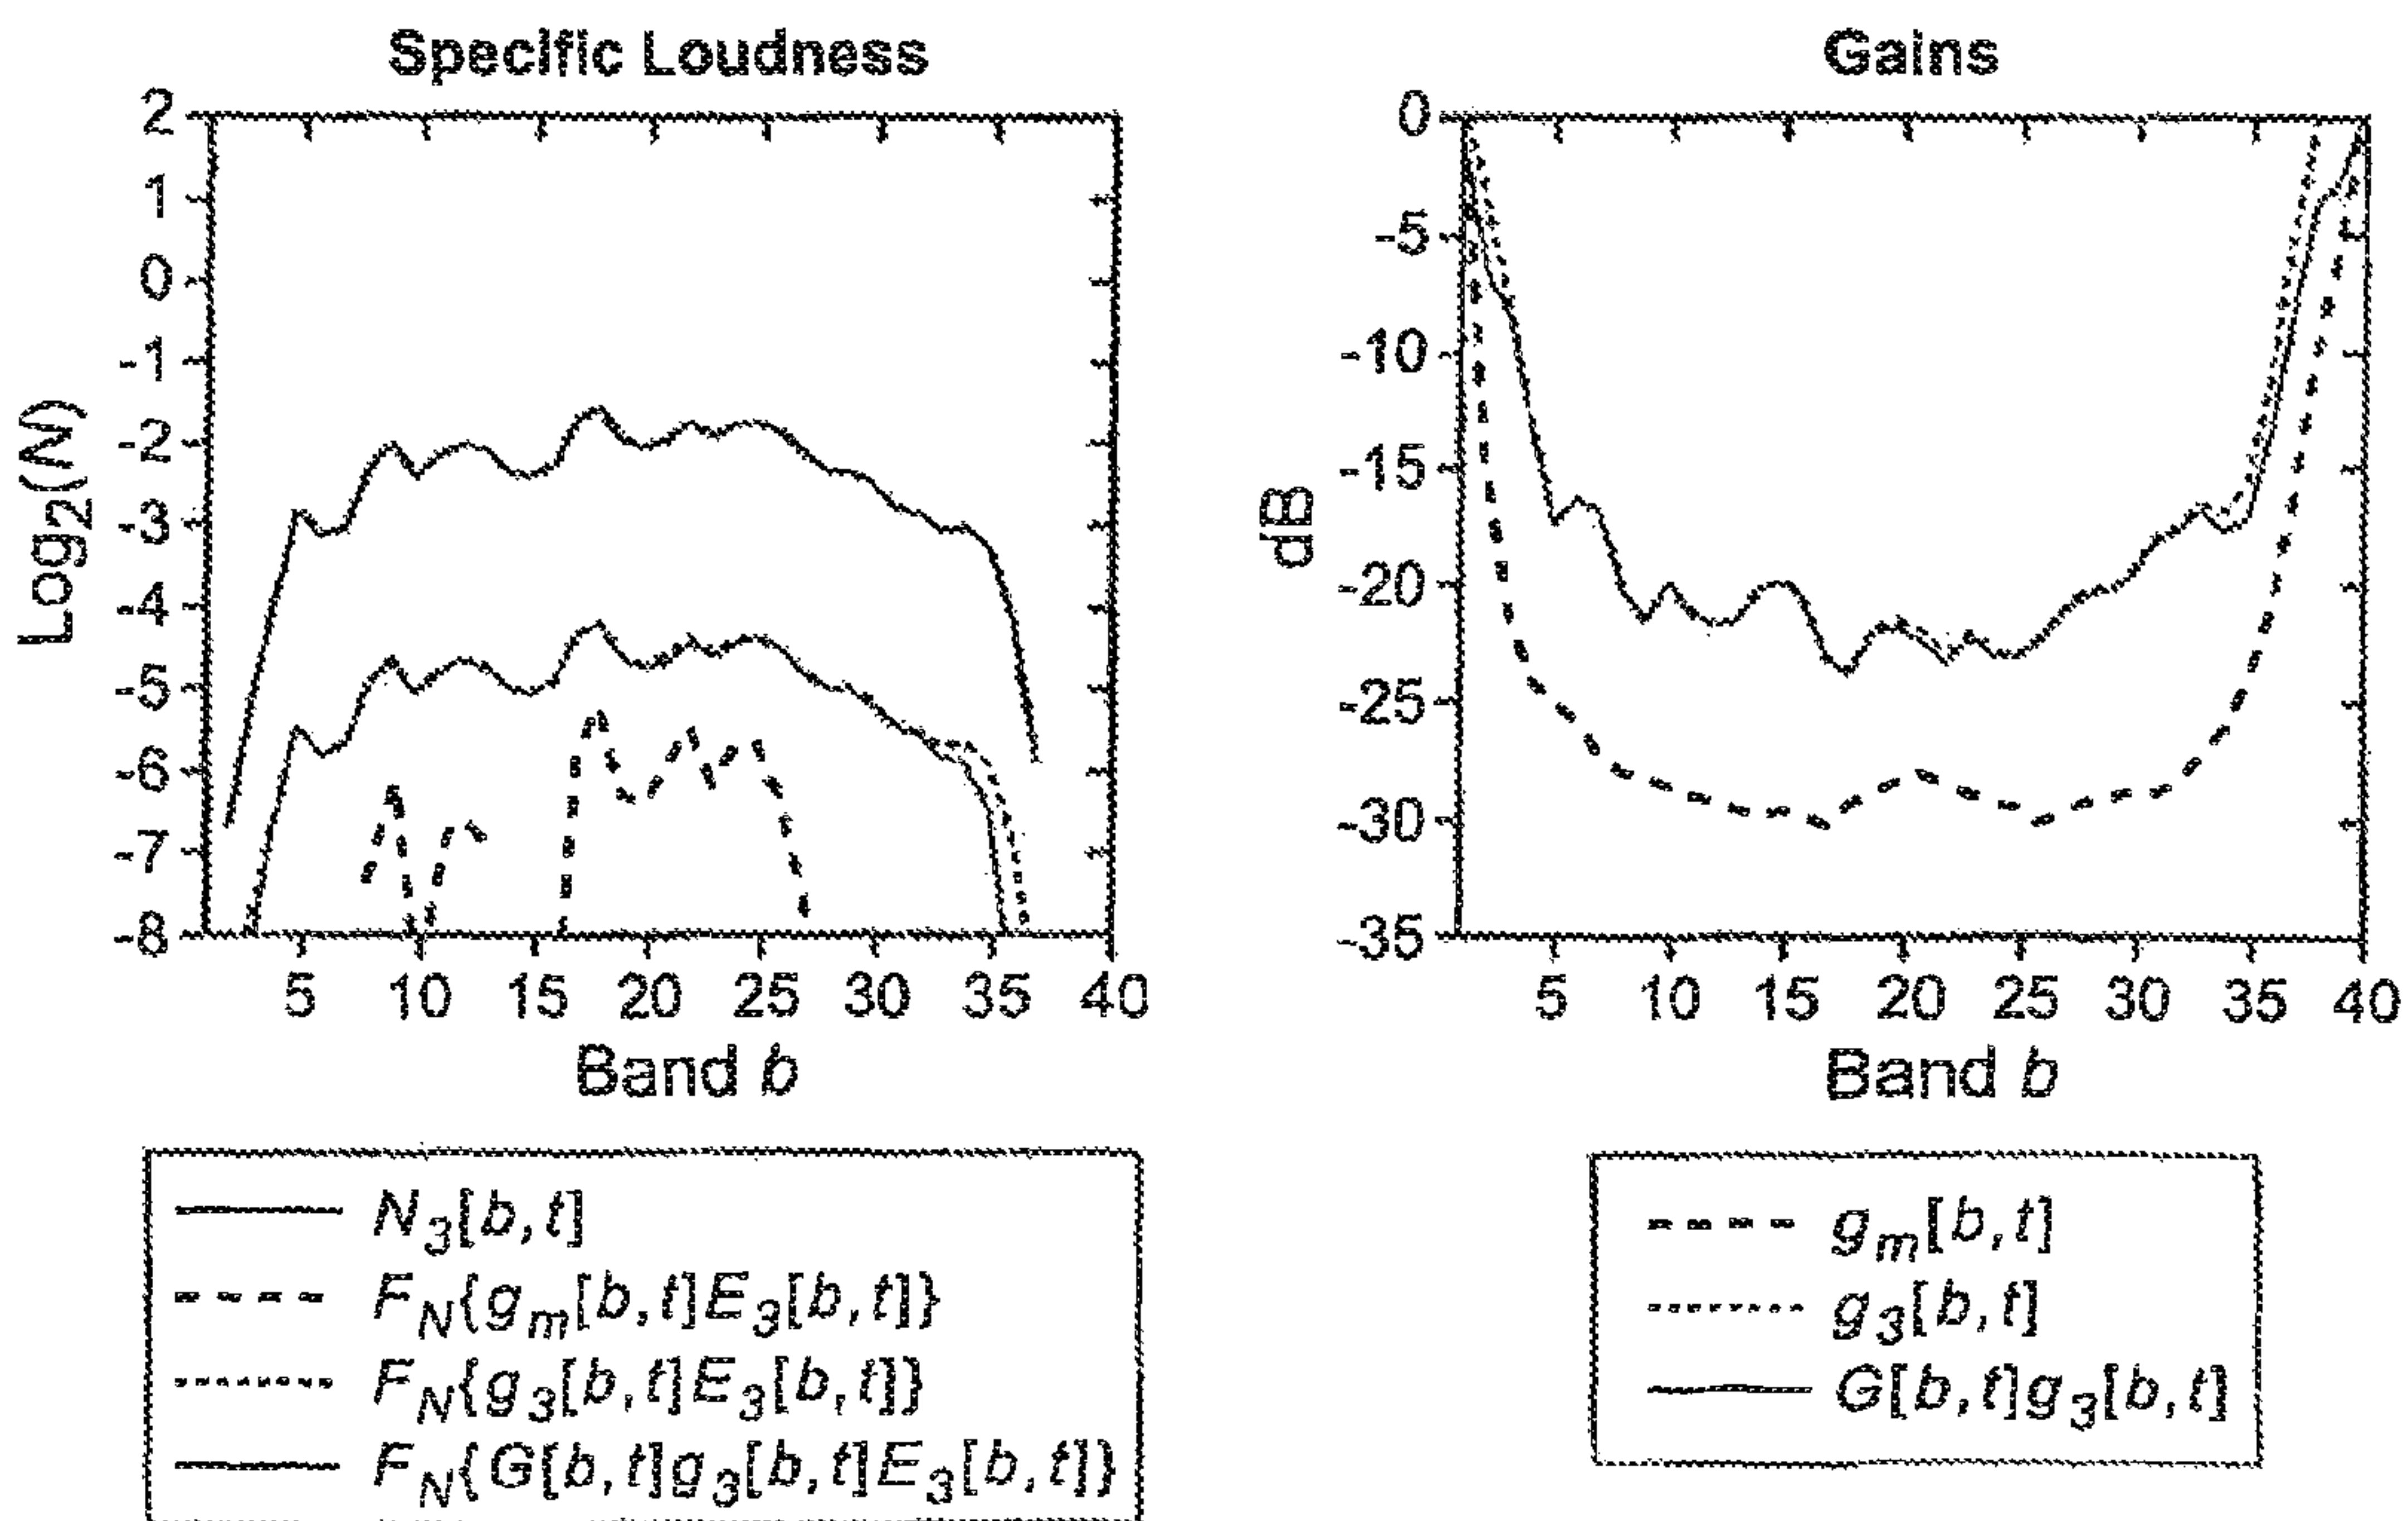 Specific Loudness
2
1
0
-1
-2
-3
-4
-5
-6
-7
-8
Log2(N)
5 10 15 20 25 30 35 40
Band b
N3[b,t]
FN{gm[b,t]E3[b,t]}
FN{g3[b,t]E3[b,t]}
FN{G[b,t]g3[b,t]E3[b,t]}
Gains
0
-5
-10
-15
-20
-25
-30
-35
dB
5 10 15 20 25 30 35 40
Band b
gm[b,t]
g3[b,t]
G[b,t]g3[b,t]